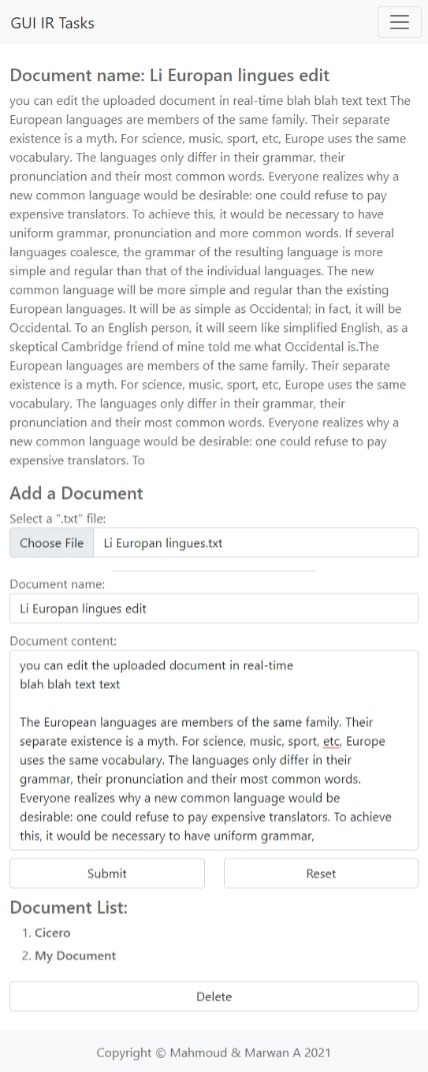 GUI IR Tasks
Document name: Li Europan lingues edit
you can edit the uploaded document in real-time blah blah text text The
European languages are members of the same family. Their separate
existence is a myth. For science, music, sport, etc, Europe uses the same
vocabulary. The languages only differ in their grammar, their
pronunciation and their most common words. Everyone realizes why a
new common language would be desirable: one could refuse to pay
expensive translators. To achieve this, it would be necessary to have
uniform grammar, pronunciation and more common words. If several
languages coalesce, the grammar of the resulting language is more
simple and regular than that of the individual languages. The new
common language will be more simple and regular than the existing
European languages. It will be as simple as Occidental; in fact, it will be
Occidental. To an English person, it will seem like simplified English, as a
skeptical Cambridge friend of mine told me what Occidental is.The
European languages are members of the same family. Their separate
existence is a myth. For science, music, sport, etc, Europe uses the same
vocabulary. The languages only differ in their grammar, their
pronunciation and their most common words. Everyone realizes why a
new common language would be desirable: one could refuse to pay
expensive translators. To
Add a Document
Select a ".txt" file:
Choose File Li Europan lingues.txt
Document name:
Li Europan lingues edit
Document content:
you can edit the uploaded document in real-time
blah blah text text
The European languages are members of the same family. Their
separate existence is a myth. For science, music, sport, etc, Europe
uses the same vocabulary. The languages only differ in their
grammar, their pronunciation and their most common words.
Everyone realizes why a new common language would be
desirable: one could refuse to pay expensive translators. To achieve
this, it would be necessary to have uniform grammar,
Submit Reset
Document List:
1. Cicero
2. My Document
Delete
Copyright © Mahmoud & Marwan A 2021